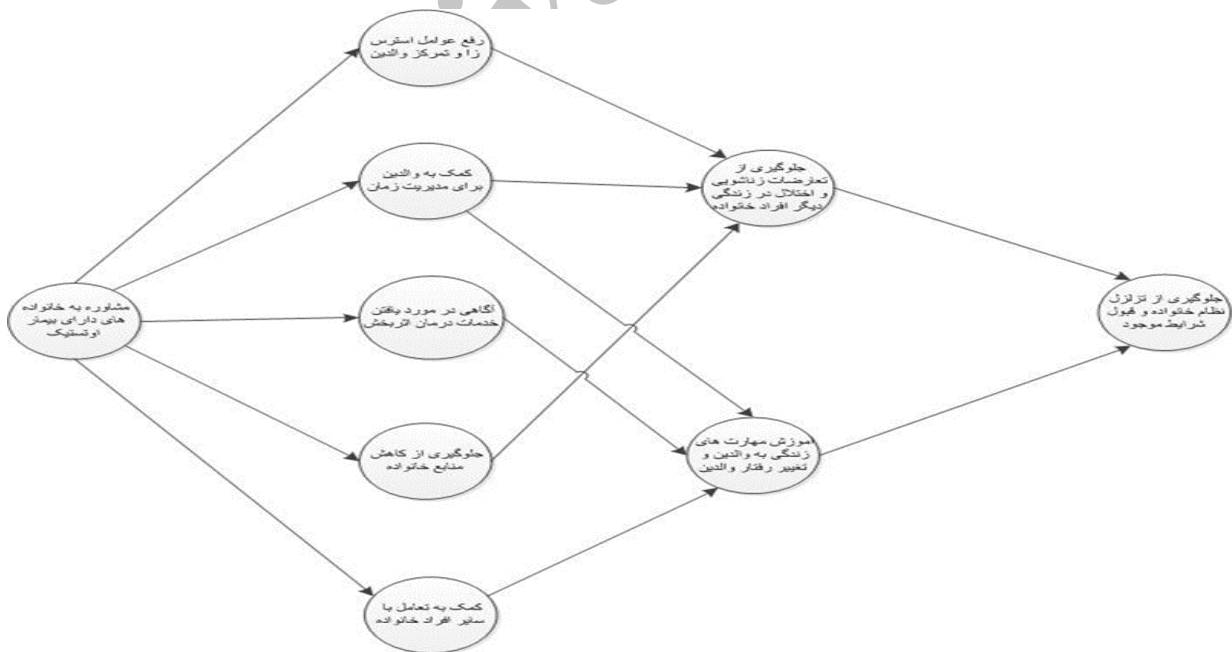 رفع عوامل استرس
زا و تمرکز والدین
کمک به والدین
برای مدیریت زمان
جلوگیری از
تعارضات زناشویی
و اختلال در زندگی
دیگر افراد خانواده
مشاوره به خانواده
های دارای بیمار
اوتستیک
آگاهی در مورد یافتن
خدمات درمان اثربخش
جلوگیری از تزلزل
نظام خانواده و قبول
شرایط موجود
جلوگیری از کاهش
منابع خانواده
آموزش مهارت های
زندگی به والدین و
تغییر رفتار والدین
کمک به تعامل با
سایر افراد خانواده